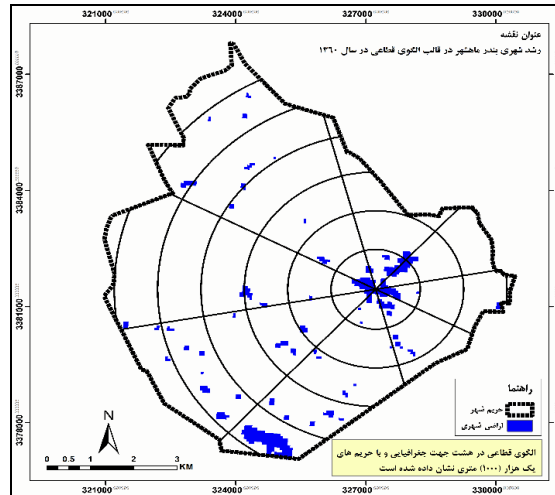 321000 324000 327000 330000
عنوان نقشه
رشد شهری بندر ماهشهر در قالب الگوی قطاعی در سال ۱۳۶۰
3387000
3384000
3381000
3378000
راهنما
حریم شهر
اراضی شهری
N
0 0.5 1 2 3
KM
الگوی قطاعی در هشت جهت جغرافیایی و با حریم های
یک هزار (۱۰۰۰) متری نشان داده شده است
321000 324000 327000 330000